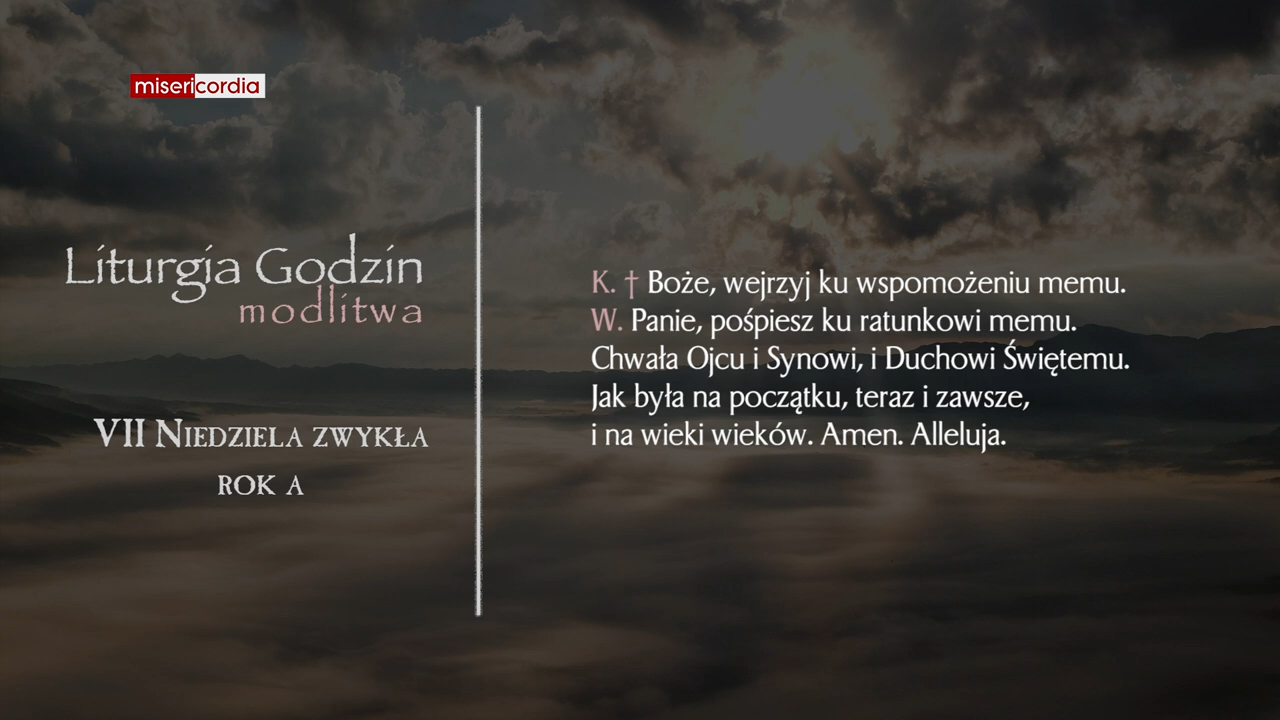 misericordia
Liturgia Godzin
modlitwa
VII Niedziela zwykła
rok A
K. † Boże, wejrzyj ku wspomożeniu memu.
W. Panie, pośpiesz ku ratunkowi memu.
Chwała Ojcu i Synowi, i Duchowi Świętemu.
Jak była na początku, teraz i zawsze,
i na wieki wieków. Amen. Alleluja.